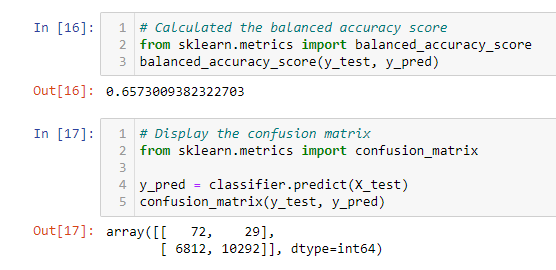 In [16]: 1 # Calculated the balanced accuracy score
2 from sklearn.metrics import balanced_accuracy_score
3 balanced_accuracy_score(y_test, y_pred)
Out[16]: 0.6573009382322703
In [17]: 1 # Display the confusion matrix
2 from sklearn.metrics import confusion_matrix
3
4 y_pred = classifier.predict(X_test)
5 confusion_matrix(y_test, y_pred)
Out[17]: array([[   72,    29],
       [ 6812, 10292]], dtype=int64)